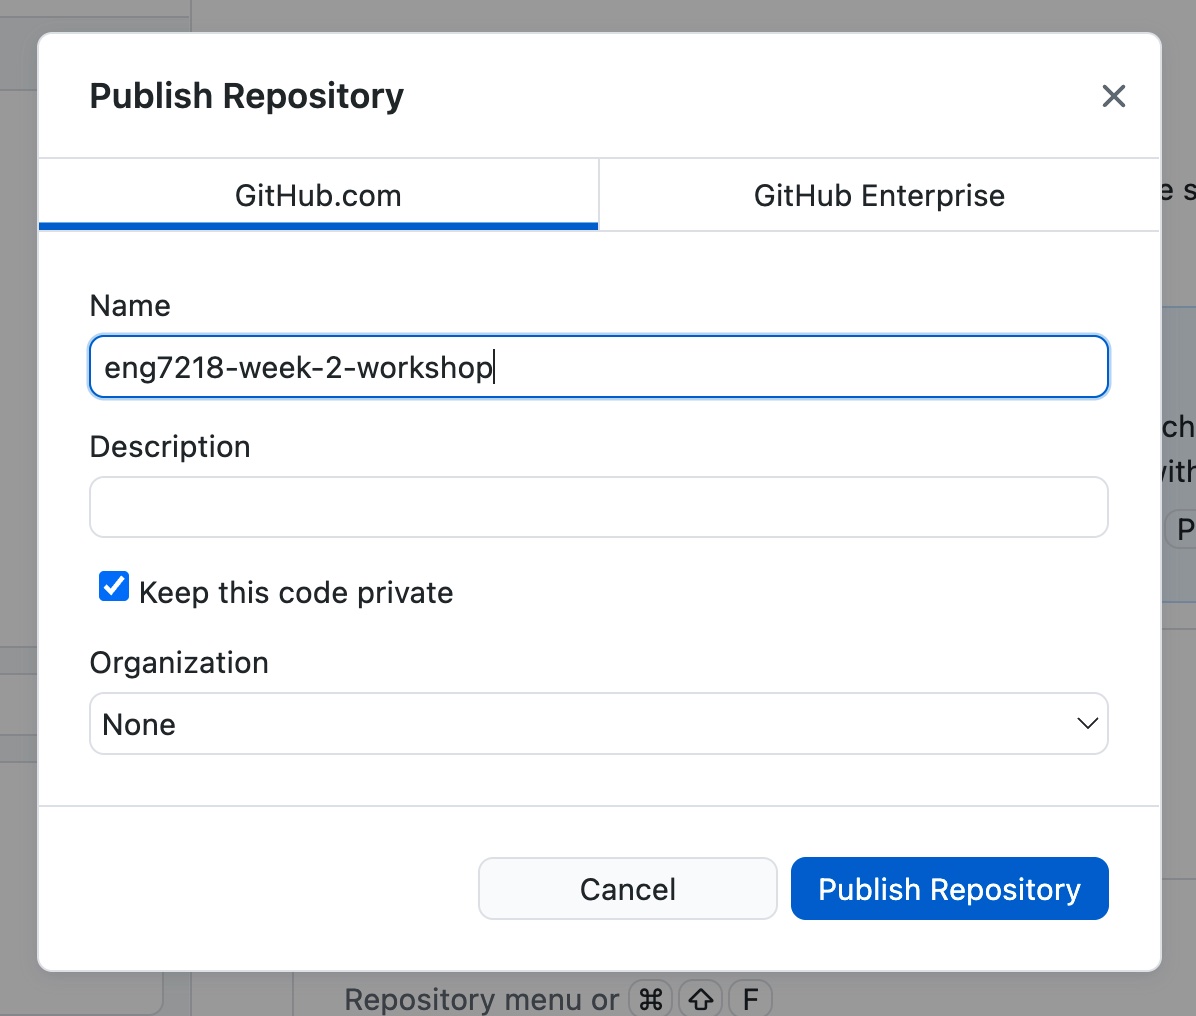 Publish Repository
GitHub.com
GitHub Enterprise
Name
eng7218-week-2-workshop
Description
Keep this code private
Organization
None
Cancel
Publish Repository
Repository menu or ⌘ ⇧ F